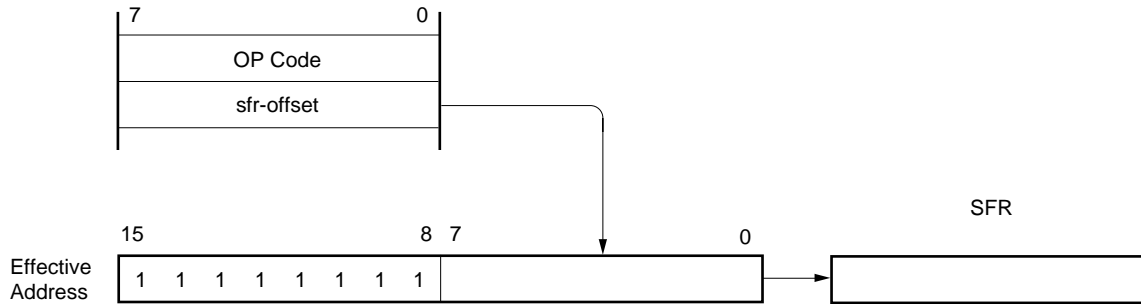 7 0
OP Code
sfr-offset
SFR
15 8 7 0
Effective
Address
1 1 1 1 1 1 1 1